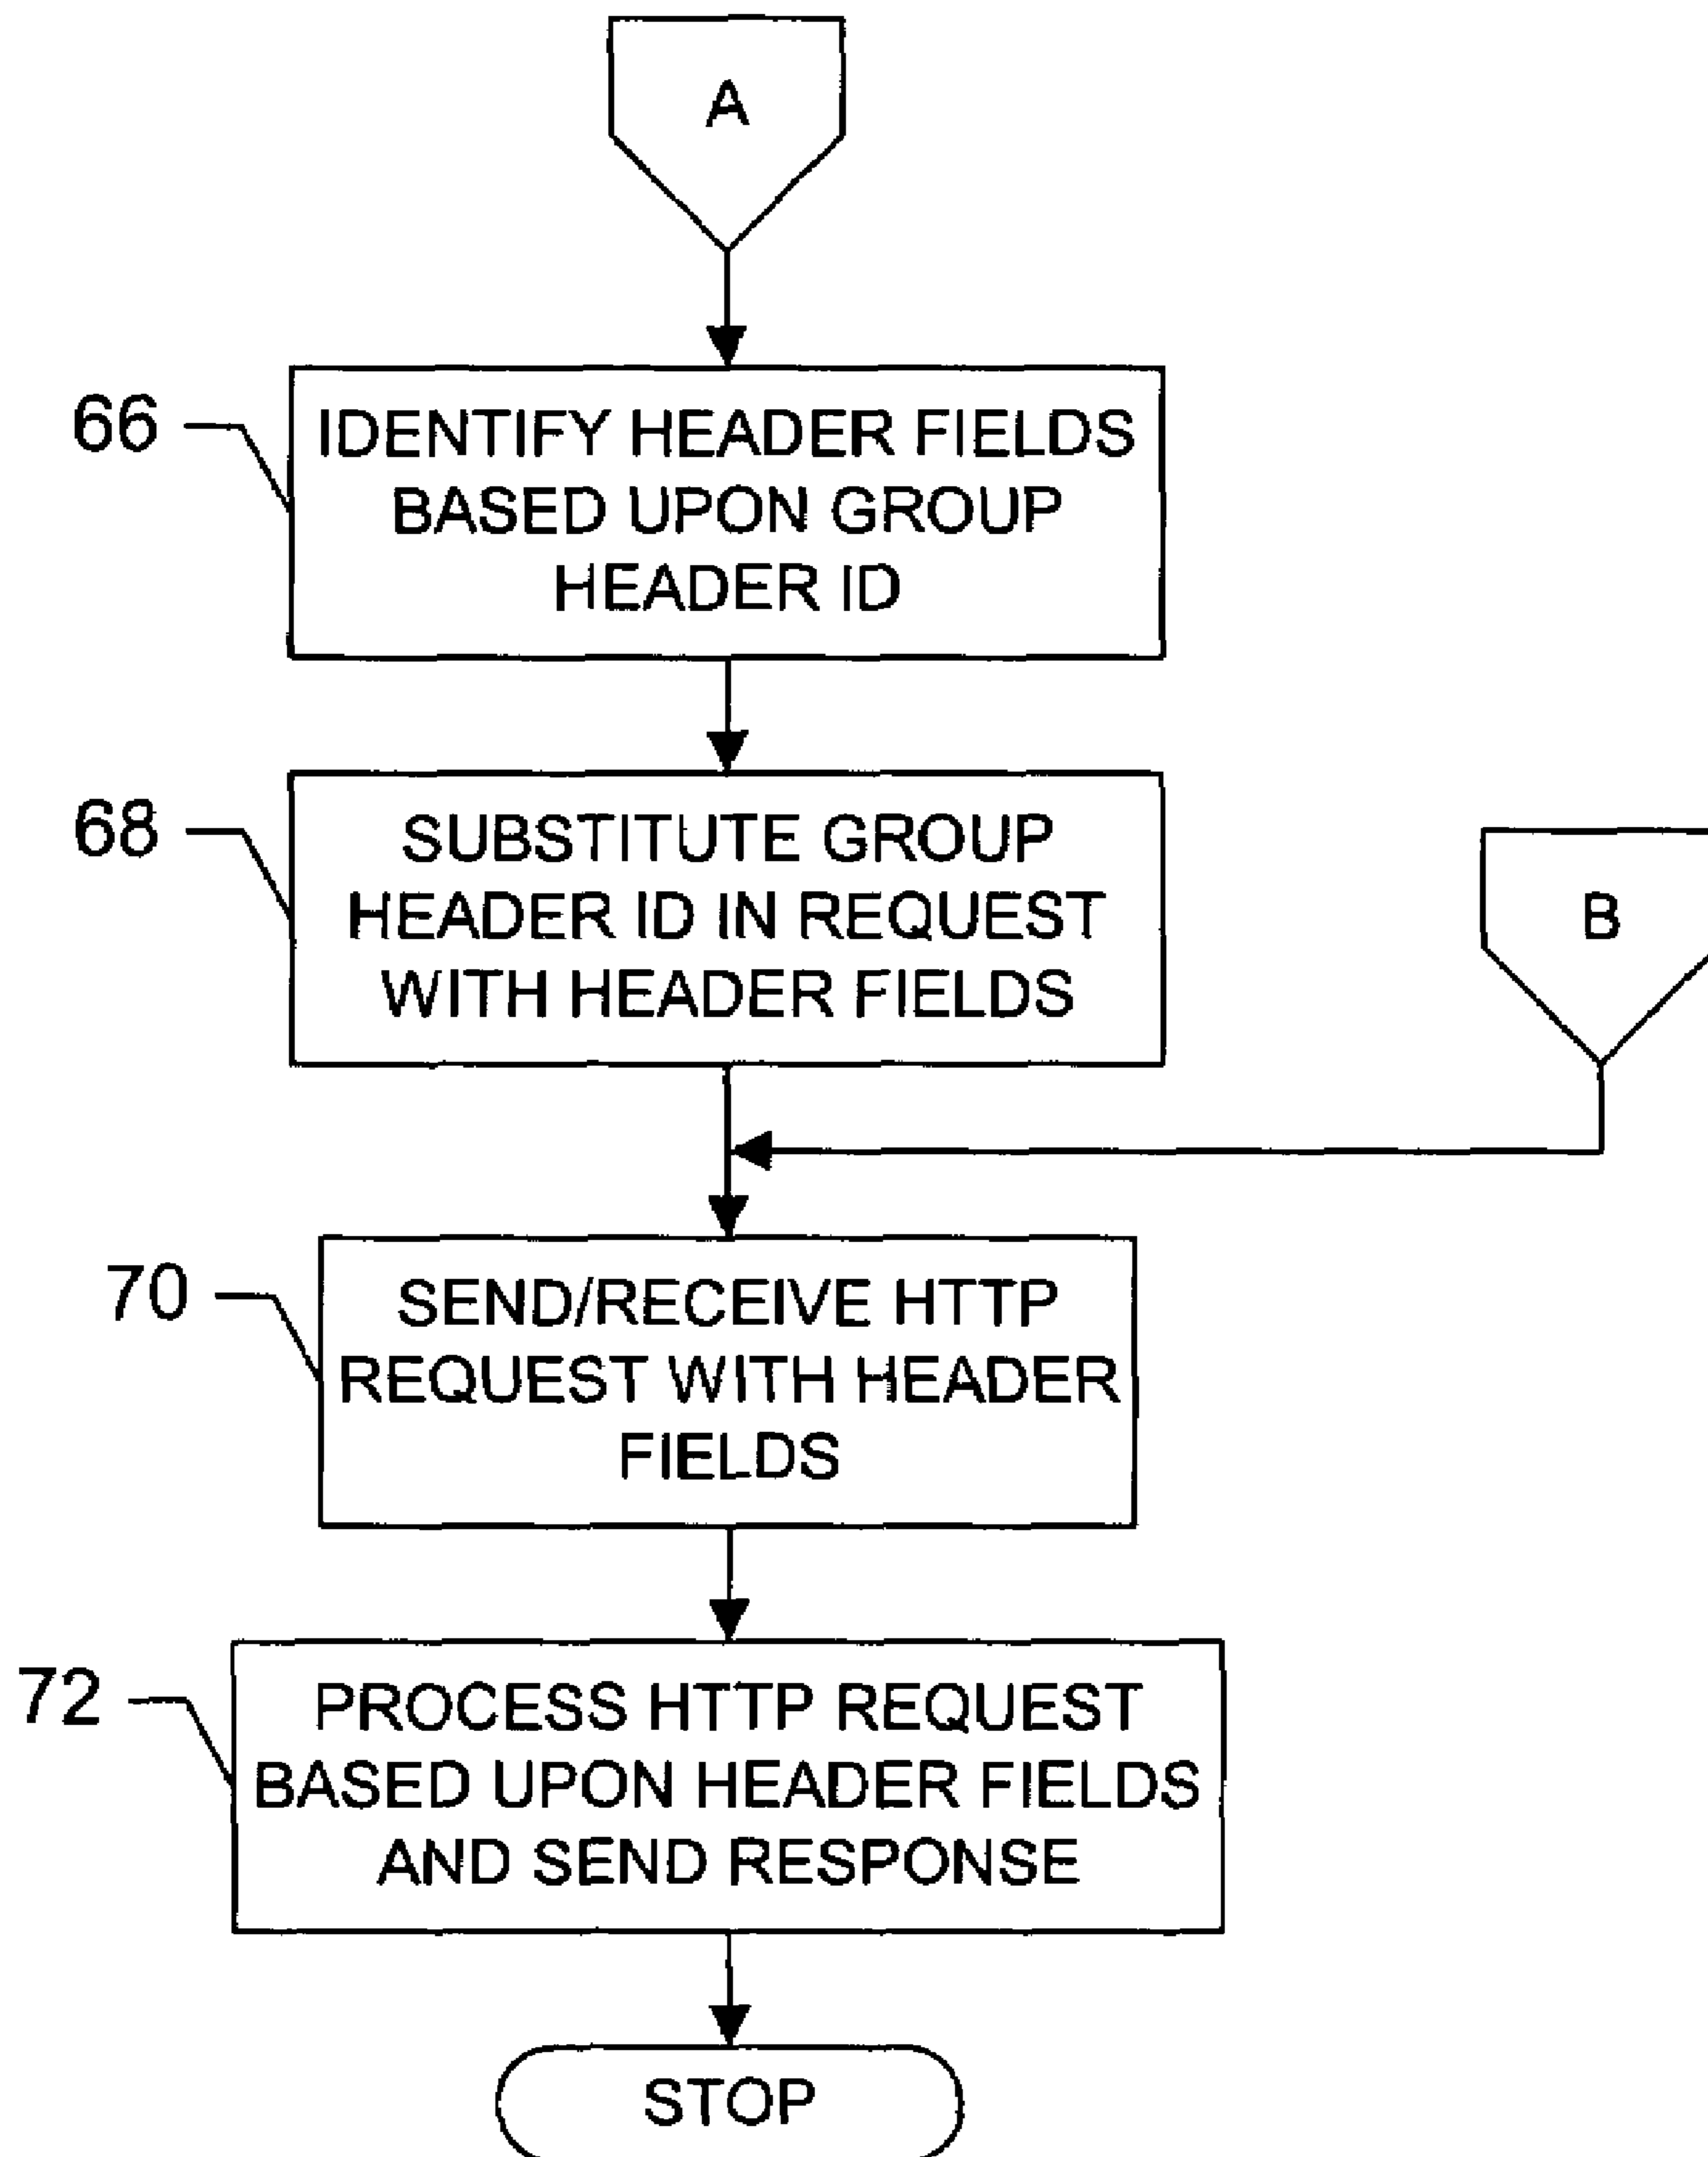 A
66
IDENTIFY HEADER FIELDS
BASED UPON GROUP
HEADER ID
68
SUBSTITUTE GROUP
HEADER ID IN REQUEST
WITH HEADER FIELDS
B
70
SEND/RECEIVE HTTP
REQUEST WITH HEADER
FIELDS
72
PROCESS HTTP REQUEST
BASED UPON HEADER FIELDS
AND SEND RESPONSE
STOP